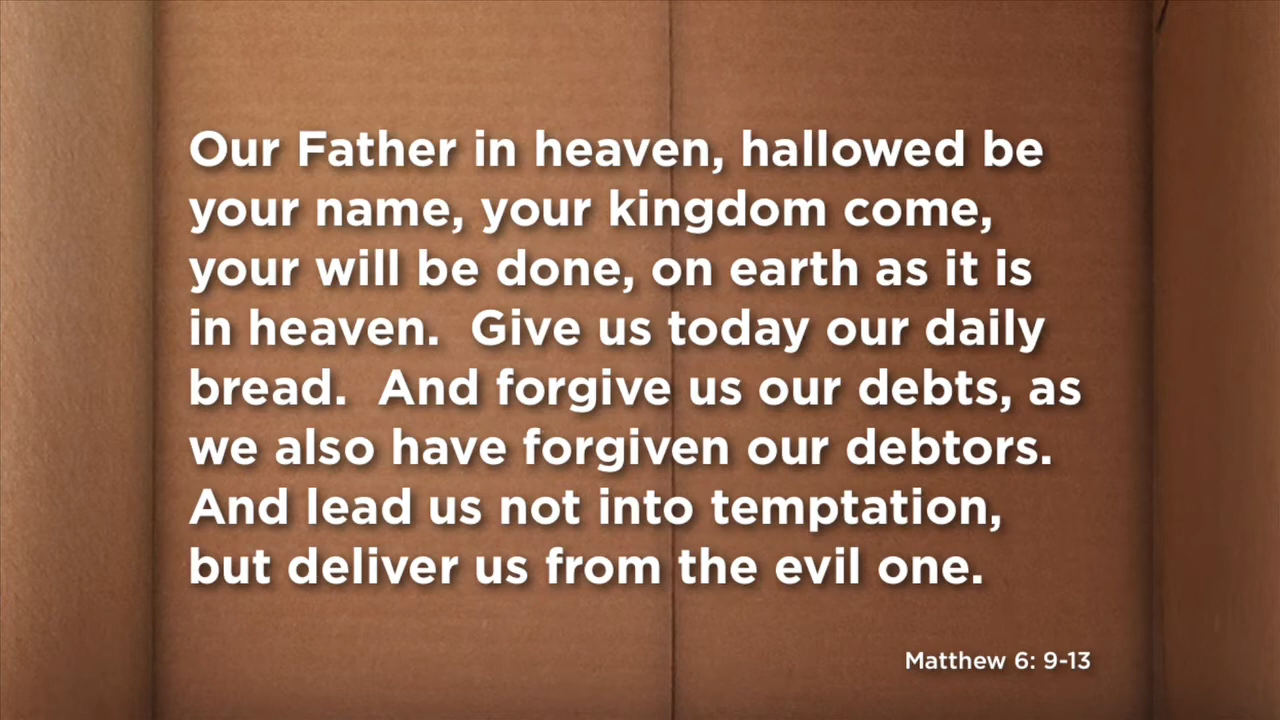 Our Father in heaven, hallowed be
your name, your kingdom come,
your will be done, on earth as it is
in heaven.  Give us today our daily
bread.  And forgive us our debts, as
we also have forgiven our debtors.
And lead us not into temptation,
but deliver us from the evil one.
Matthew 6: 9-13